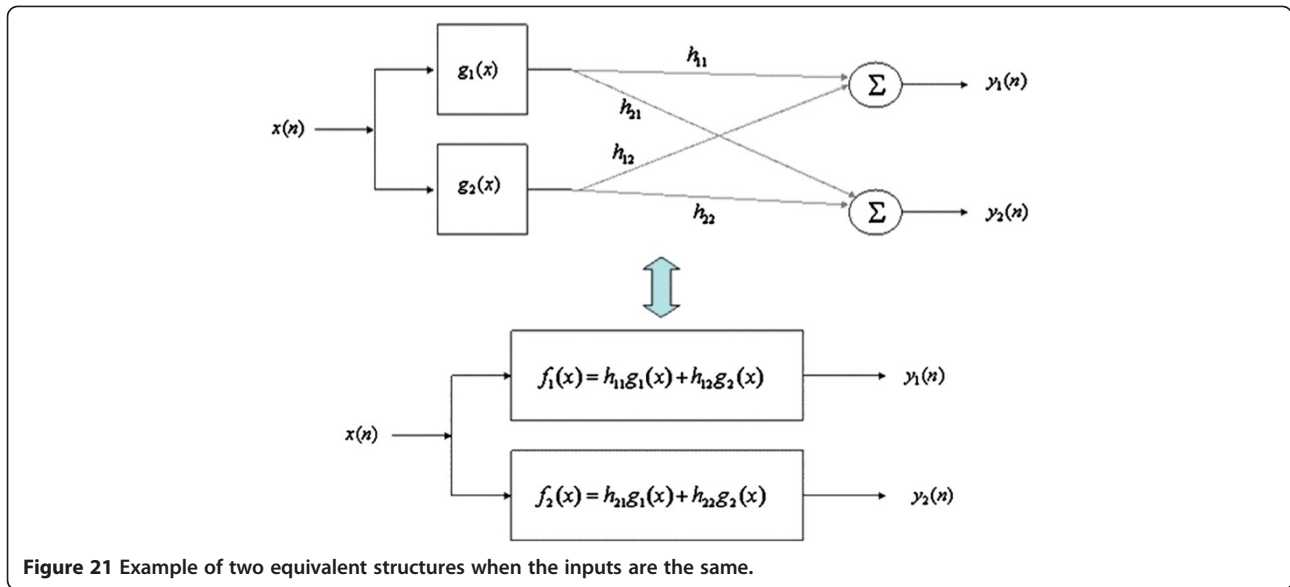 g₁(x)
h₁₁
Σ
y₁(n)
h₂₁
x(n)
h₁₂
g₂(x)
h₂₂
Σ
y₂(n)
f₁(x) = h₁₁g₁(x) + h₁₂g₂(x)
y₁(n)
x(n)
f₂(x) = h₂₁g₁(x) + h₂₂g₂(x)
y₂(n)
Figure 21 Example of two equivalent structures when the inputs are the same.